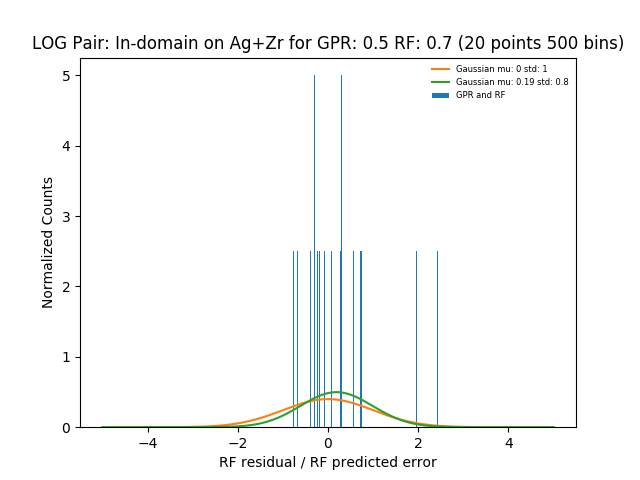 LOG Pair: In-domain on Ag+Zr for GPR: 0.5 RF: 0.7 (20 points 500 bins)
Gaussian mu: 0 std: 1
Gaussian mu: 0.19 std: 0.8
GPR and RF
Normalized Counts
5
4
3
2
1
0
−4
−2
0
2
4
RF residual / RF predicted error